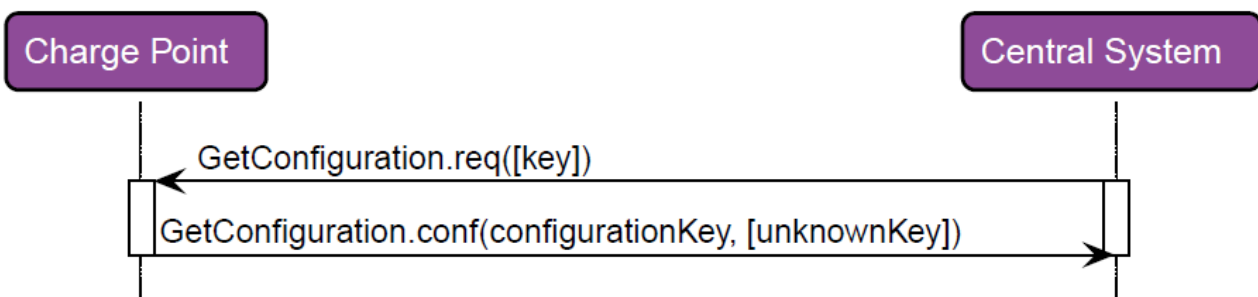 Charge Point
Central System
GetConfiguration.req([key])
GetConfiguration.conf(configurationKey, [unknownKey])